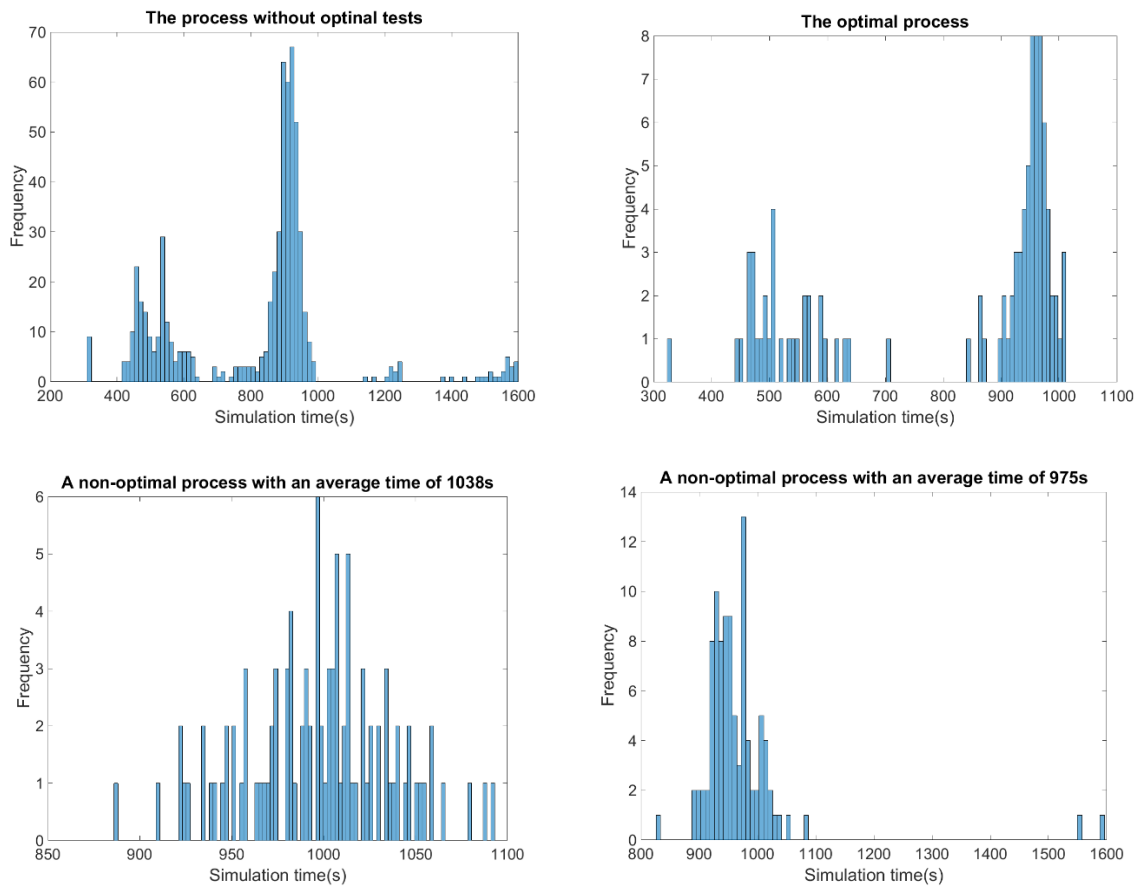 The process without optinal tests
70
60
50
40
30
20
10
0
Frequency
200 400 600 800 1000 1200 1400 1600
Simulation time(s)
The optimal process
8
7
6
5
4
3
2
1
0
Frequency
300 400 500 600 700 800 900 1000 1100
Simulation time(s)
A non-optimal process with an average time of 1038s
6
5
4
3
2
1
0
Frequency
850 900 950 1000 1050 1100
Simulation time(s)
A non-optimal process with an average time of 975s
14
12
10
8
6
4
2
0
Frequency
800 900 1000 1100 1200 1300 1400 1500 1600
Simulation time(s)